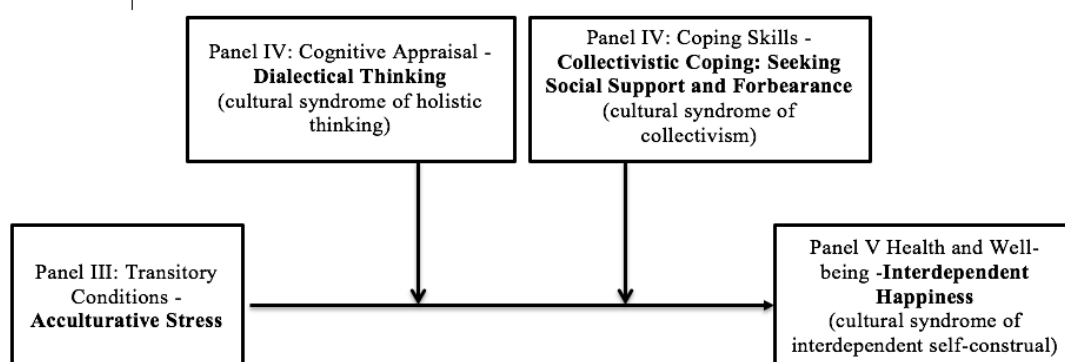 Panel IV: Cognitive Appraisal -
Dialectical Thinking
(cultural syndrome of holistic
thinking)
Panel IV: Coping Skills -
Collectivistic Coping: Seeking
Social Support and Forbearance
(cultural syndrome of
collectivism)
Panel III: Transitory
Conditions -
Acculturative Stress
Panel V Health and Well-
being -Interdependent
Happiness
(cultural syndrome of
interdependent self-construal)